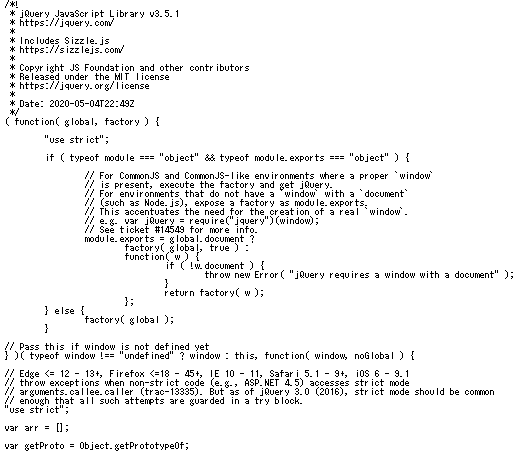 /*!
 * jQuery JavaScript Library v3.5.1
 * https://jquery.com/
 *
 * Includes Sizzle.js
 * https://sizzlejs.com/
 *
 * Copyright JS Foundation and other contributors
 * Released under the MIT license
 * https://jquery.org/license
 *
 * Date: 2020-05-04T22:49Z
 */
( function( global, factory ) {

	"use strict";

	if ( typeof module === "object" && typeof module.exports === "object" ) {

		// For CommonJS and CommonJS-like environments where a proper `window`
		// is present, execute the factory and get jQuery.
		// For environments that do not have a `window` with a `document`
		// (such as Node.js), expose a factory as module.exports.
		// This accentuates the need for the creation of a real `window`.
		// e.g. var jQuery = require("jquery")(window);
		// See ticket #14549 for more info.
		module.exports = global.document ?
			factory( global, true ) :
			function( w ) {
				if ( !w.document ) {
					throw new Error( "jQuery requires a window with a document" );
				}
				return factory( w );
			};
	} else {
		factory( global );
	}

// Pass this if window is not defined yet
} )( typeof window !== "undefined" ? window : this, function( window, noGlobal ) {

// Edge <= 12 - 13+, Firefox <=18 - 45+, IE 10 - 11, Safari 5.1 - 9+, iOS 6 - 9.1
// throw exceptions when non-strict code (e.g., ASP.NET 4.5) accesses strict mode
// arguments.callee.caller (trac-13335). But as of jQuery 3.0 (2016), strict mode should be common
// enough that all such attempts are guarded in a try block.
"use strict";

var arr = [];

var getProto = Object.getPrototypeOf;